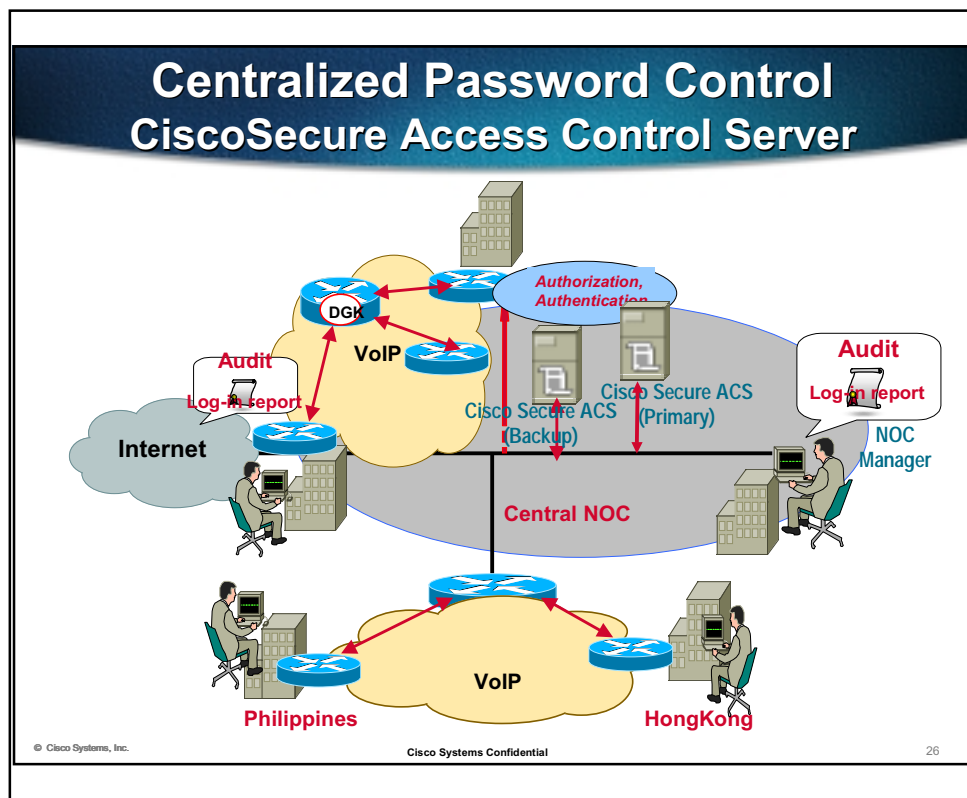 Centralized Password Control
CiscoSecure Access Control Server
Authorization,
Authentication
DGK
VoIP
Audit
Log-in report
Audit
Log-in report
Cisco Secure ACS
(Primary)
Cisco Secure ACS
(Backup)
Internet
NOC
Manager
Central NOC
VoIP
Philippines
HongKong
© Cisco Systems, Inc.
Cisco Systems Confidential
26